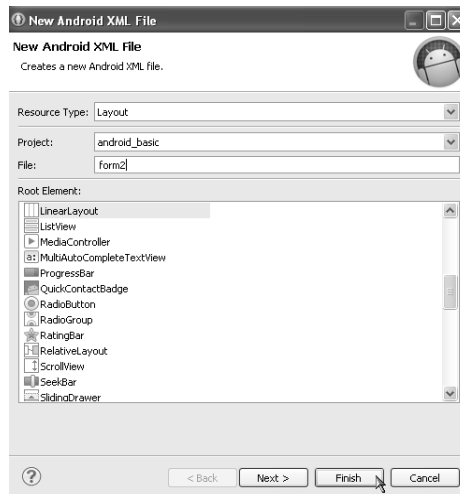 New Android XML File
New Android XML File
Creates a new Android XML file.
Resource Type: Layout
Project: android_basic
File: form2
Root Element:
LinearLayout
ListView
MediaController
a: MultiAutoCompleteTextView
ProgressBar
QuickContactBadge
RadioButton
RadioGroup
RatingBar
RelativeLayout
ScrollView
SeekBar
SlidingDrawer
? < Back Next > Finish Cancel